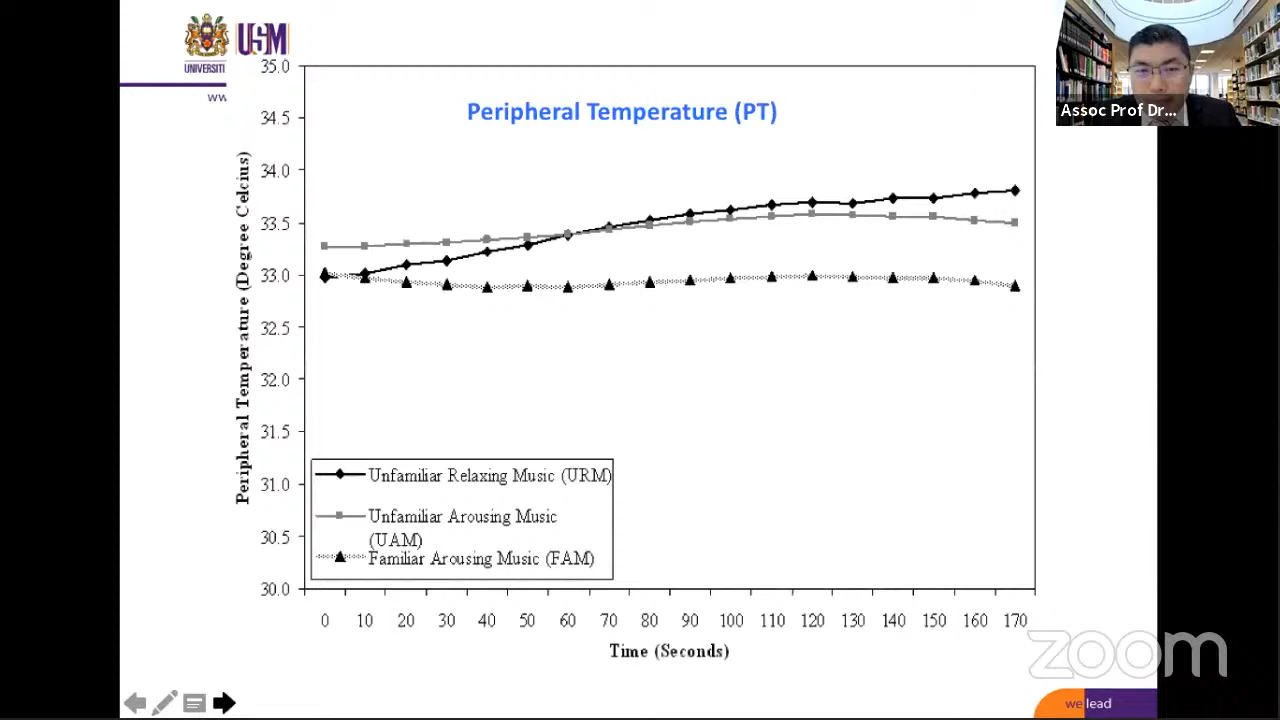 USM
UNIVERSITI
ww
Assoc Prof Dr...
Peripheral Temperature (PT)
Peripheral Temperature (Degree Celcius)
35.0
34.5
34.0
33.5
33.0
32.5
32.0
31.5
31.0
30.5
30.0
Unfamiliar Relaxing Music (URM)
Unfamiliar Arousing Music
(UAM)
Familiar Arousing Music (FAM)
0 10 20 30 40 50 60 70 80 90 100 110 120 130 140 150 160 170
Time (Seconds)
zoom
we lead